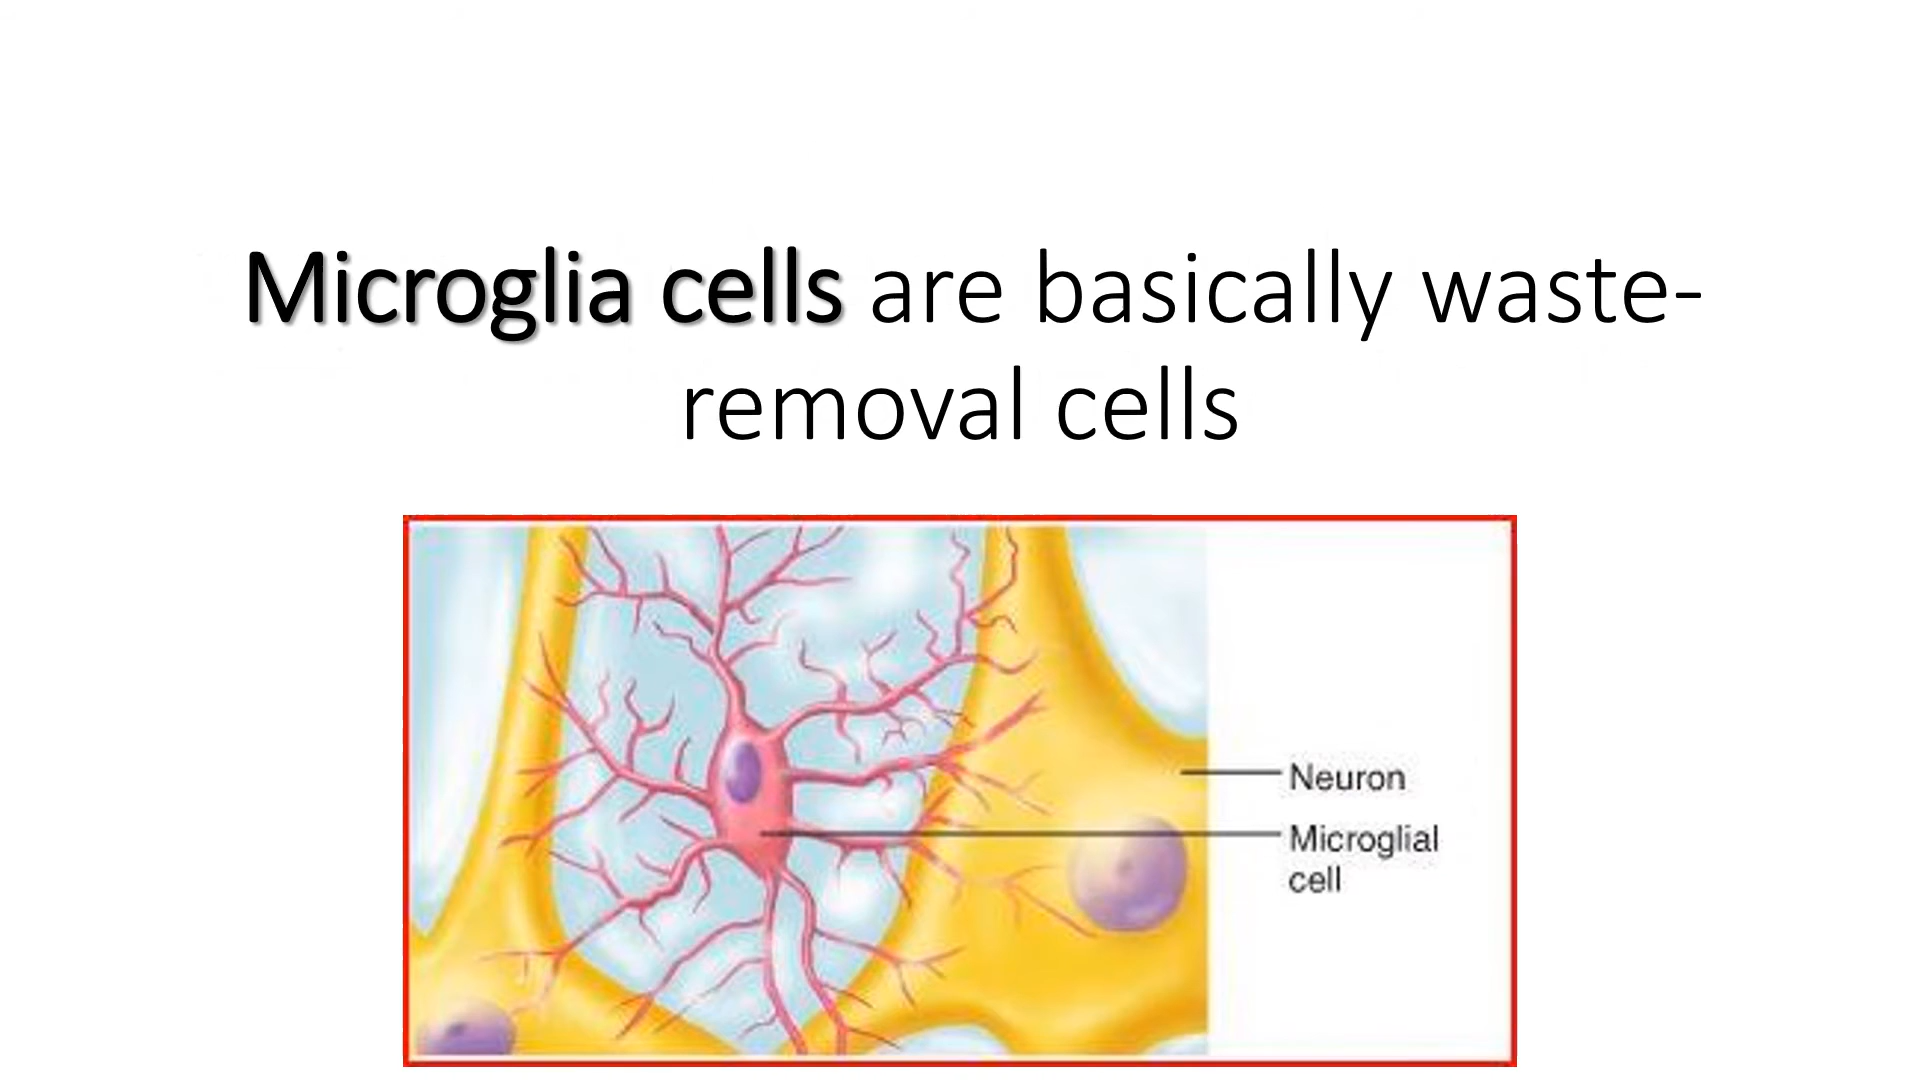 Microglia cells are basically waste-
removal cells
Neuron
Microglial
cell